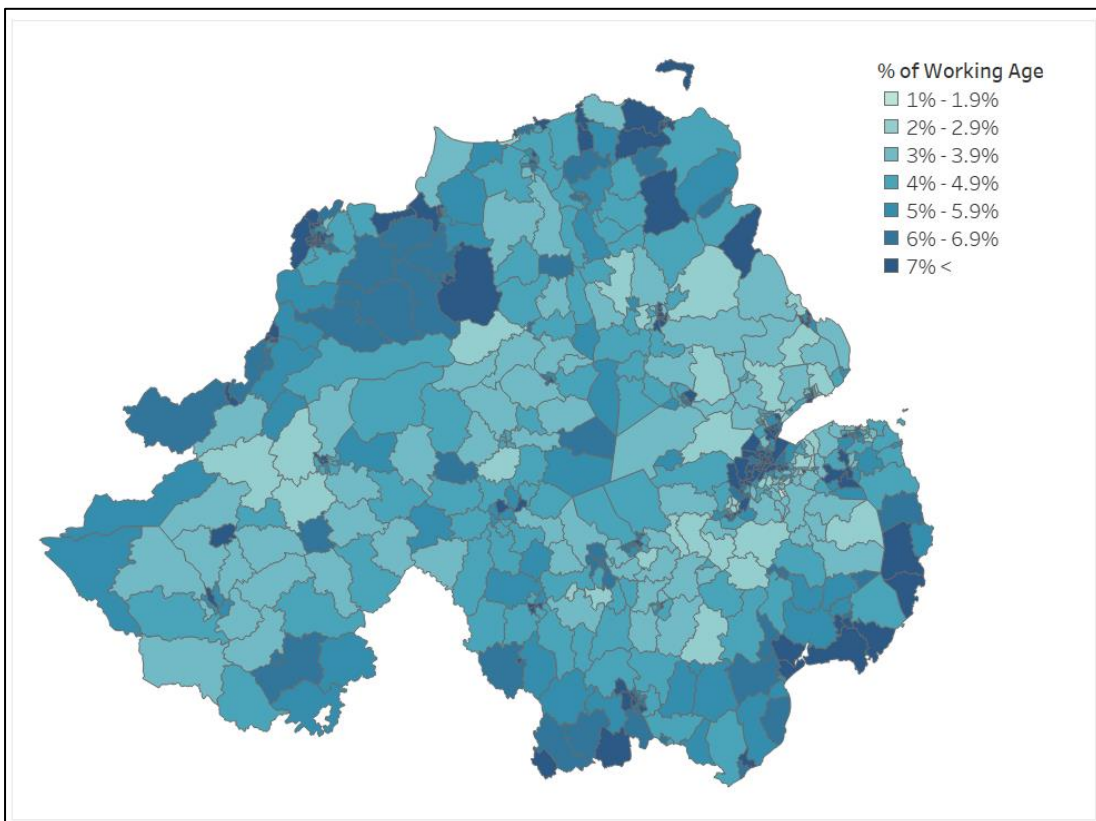 % of Working Age
1% - 1.9%
2% - 2.9%
3% - 3.9%
4% - 4.9%
5% - 5.9%
6% - 6.9%
7% <